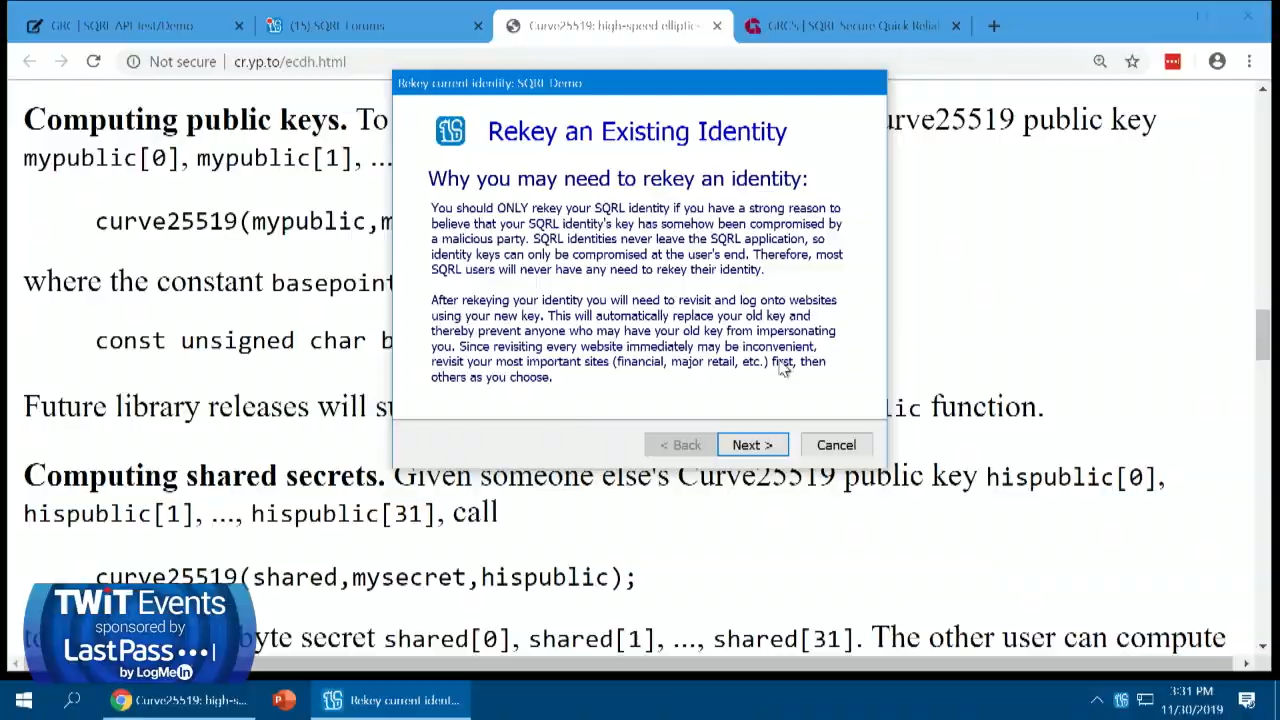 GRC | SQRL API Test/Demo
(15) SQRL Forums
Curve25519: high-speed elliptic-
GRC's | SQRL Secure Quick Relial
Not secure
cr.yp.to/ecdh.html
Computing public keys. To
urve25519 public key
mypublic[0], mypublic[1], ...
curve25519(mypublic,m
where the constant basepoint
const unsigned char b
Future library releases will su
lic function.
Rekey current identity: SQRL Demo
Rekey an Existing Identity
Why you may need to rekey an identity:
You should ONLY rekey your SQRL identity if you have a strong reason to
believe that your SQRL identity's key has somehow been compromised by
a malicious party. SQRL identities never leave the SQRL application, so
identity keys can only be compromised at the user's end. Therefore, most
SQRL users will never have any need to rekey their identity.
After rekeying your identity you will need to revisit and log onto websites
using your new key. This will automatically replace your old key and
thereby prevent anyone who may have your old key from impersonating
you. Since revisiting every website immediately may be inconvenient,
revisit your most important sites (financial, major retail, etc.) first, then
others as you choose.
< Back
Next >
Cancel
Computing shared secrets. Given someone else's Curve25519 public key hispublic[0],
hispublic[1], ..., hispublic[31], call
curve25519(shared,mysecret,hispublic);
byte secret shared[0], shared[1], ..., shared[31]. The other user can compute
TWiT Events
sponsored by
LastPass •••|
by LogMeIn
Curve25519: high-s...
Rekey current ident...
3:31 PM
11/30/2019